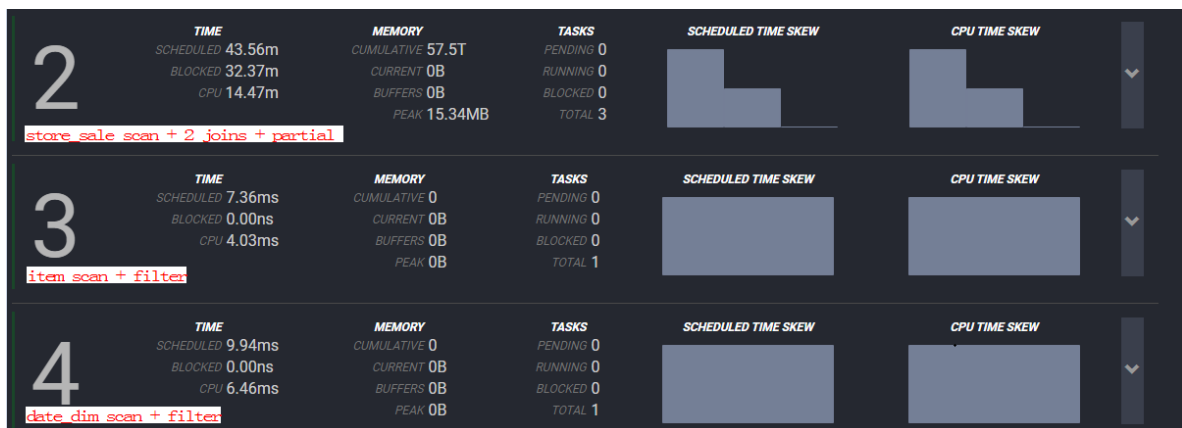 2
TIME MEMORY TASKS SCHEDULED TIME SKEW CPU TIME SKEW
SCHEDULED 43.56m CUMULATIVE 57.5T PENDING 0
BLOCKED 32.37m CURRENT 0B RUNNING 0
CPU 14.47m BUFFERS 0B BLOCKED 0
PEAK 15.34MB TOTAL 3
store_sale scan + 2 joins + partial
3
TIME MEMORY TASKS SCHEDULED TIME SKEW CPU TIME SKEW
SCHEDULED 7.36ms CUMULATIVE 0 PENDING 0
BLOCKED 0.00ns CURRENT 0B RUNNING 0
CPU 4.03ms BUFFERS 0B BLOCKED 0
PEAK 0B TOTAL 1
item scan + filter
4
TIME MEMORY TASKS SCHEDULED TIME SKEW CPU TIME SKEW
SCHEDULED 9.94ms CUMULATIVE 0 PENDING 0
BLOCKED 0.00ns CURRENT 0B RUNNING 0
CPU 6.46ms BUFFERS 0B BLOCKED 0
PEAK 0B TOTAL 1
date_dim scan + filter